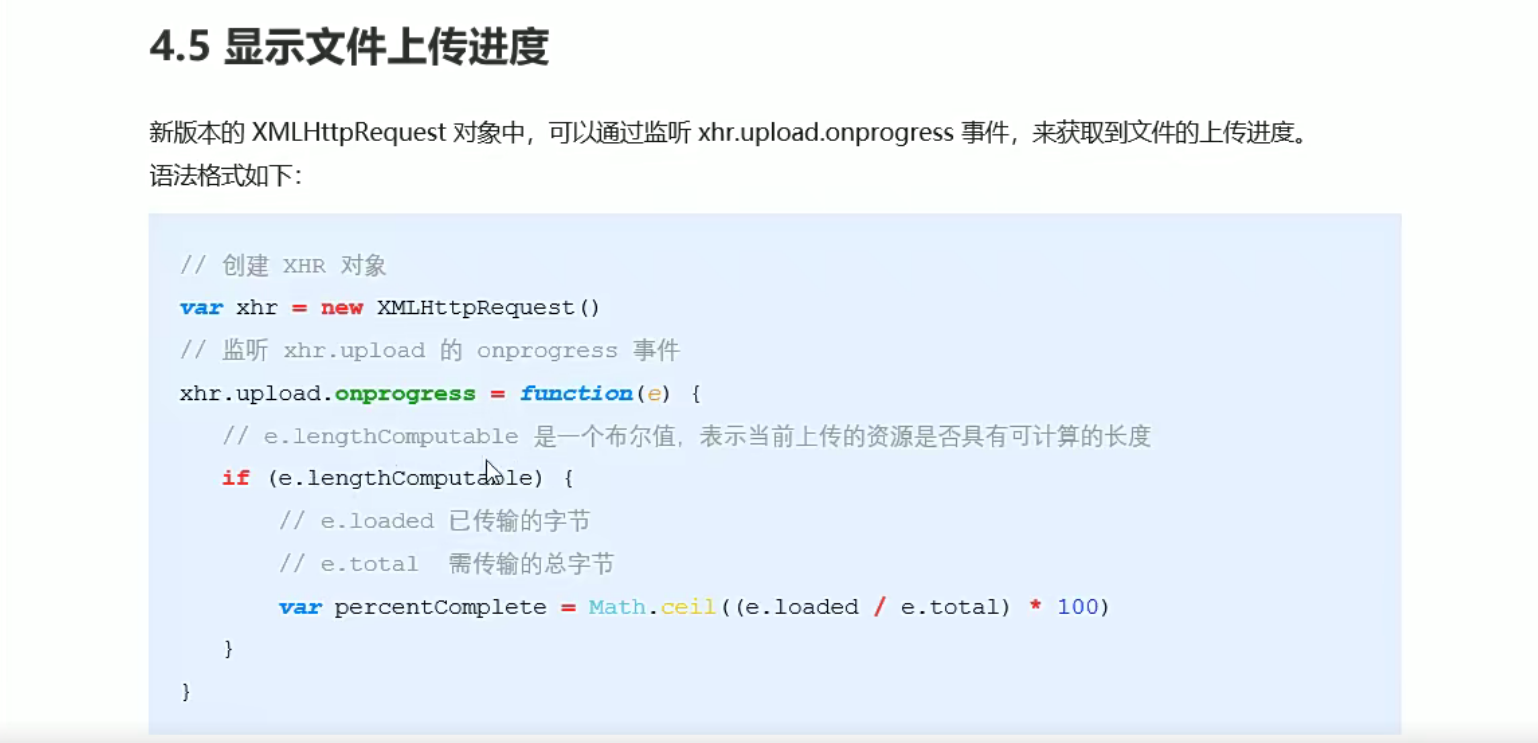 4.5 显示文件上传进度
新版本的 XMLHttpRequest 对象中，可以通过监听 xhr.upload.onprogress 事件，来获取到文件的上传进度。
语法格式如下：
// 创建 XHR 对象
var xhr = new XMLHttpRequest()
// 监听 xhr.upload 的 onprogress 事件
xhr.upload.onprogress = function(e) {
// e.lengthComputable 是一个布尔值，表示当前上传的资源是否具有可计算的长度
if (e.lengthComputable) {
// e.loaded 已传输的字节
// e.total 需传输的总字节
var percentComplete = Math.ceil((e.loaded / e.total) * 100)
}
}